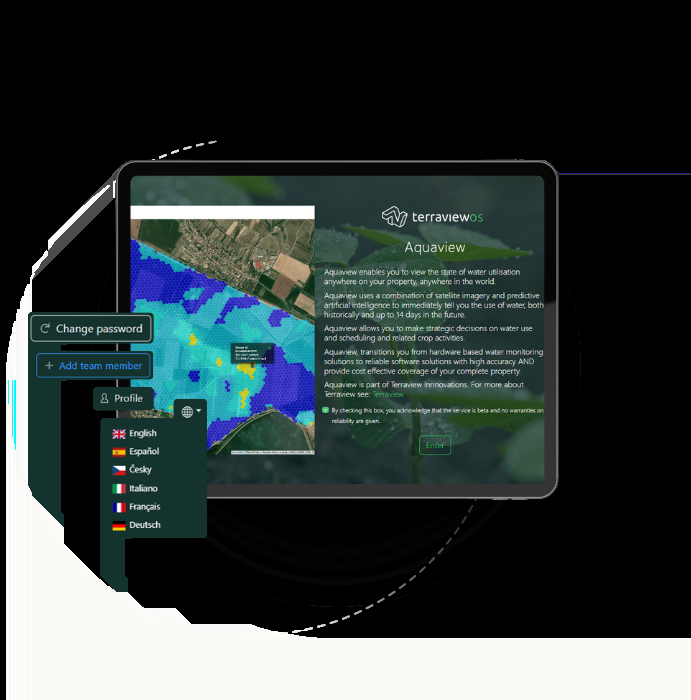 terraviewos
Aquaview
Aquaview enables you to view the state of water utilisation
anywhere on your property, anywhere in the world.
Aquaview uses a combination of satellite imagery and predictive
artificial intelligence to immediately tell you the use of water, both
historically and up to 14 days in the future.
Aquaview allows you to make strategic decisions on water use
and scheduling and related crop activities.
Aquaview, transitions you from hardware based water monitoring
solutions to reliable software solutions with high accuracy AND
provide cost effective coverage of your complete property.
Aquaview is part of Terraview Innnovations. For more about
Terraview see: Terraview
By checking this box, you acknowledge that the service is beta and no warranties on
reliability are given.
Enter
Change password
+ Add team member
Profile
English
Español
Česky
Italiano
Français
Deutsch